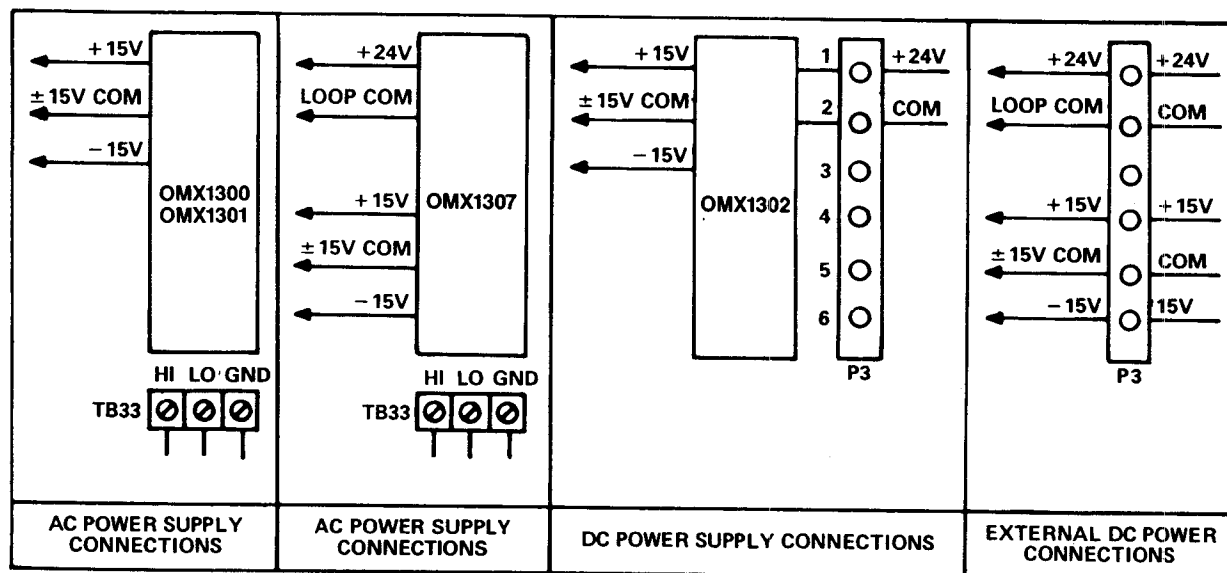 +15V
±15V COM
−15V
OMX1300
OMX1301
HI LO GND
TB33
AC POWER SUPPLY
CONNECTIONS
+24V
LOOP COM
+15V
±15V COM
−15V
OMX1307
HI LO GND
TB33
AC POWER SUPPLY
CONNECTIONS
+15V
±15V COM
−15V
OMX1302
1 +24V
2 COM
3
4
5
6
P3
DC POWER SUPPLY CONNECTIONS
+24V +24V
LOOP COM COM
+15V +15V
±15V COM COM
−15V 15V
P3
EXTERNAL DC POWER
CONNECTIONS